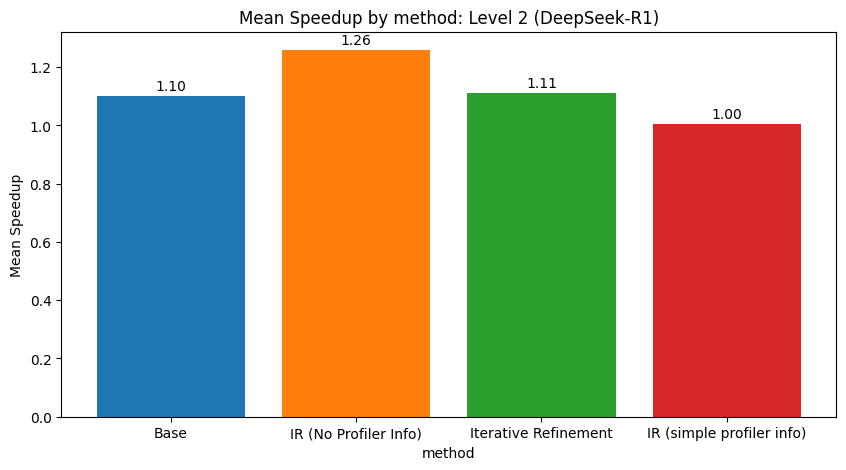 Mean Speedup by method: Level 2 (DeepSeek-R1)
1.26
1.10
1.11
1.00
1.2
1.0
0.8
0.6
0.4
0.2
0.0
Mean Speedup
Base
IR (No Profiler Info)
Iterative Refinement
IR (simple profiler info)
method